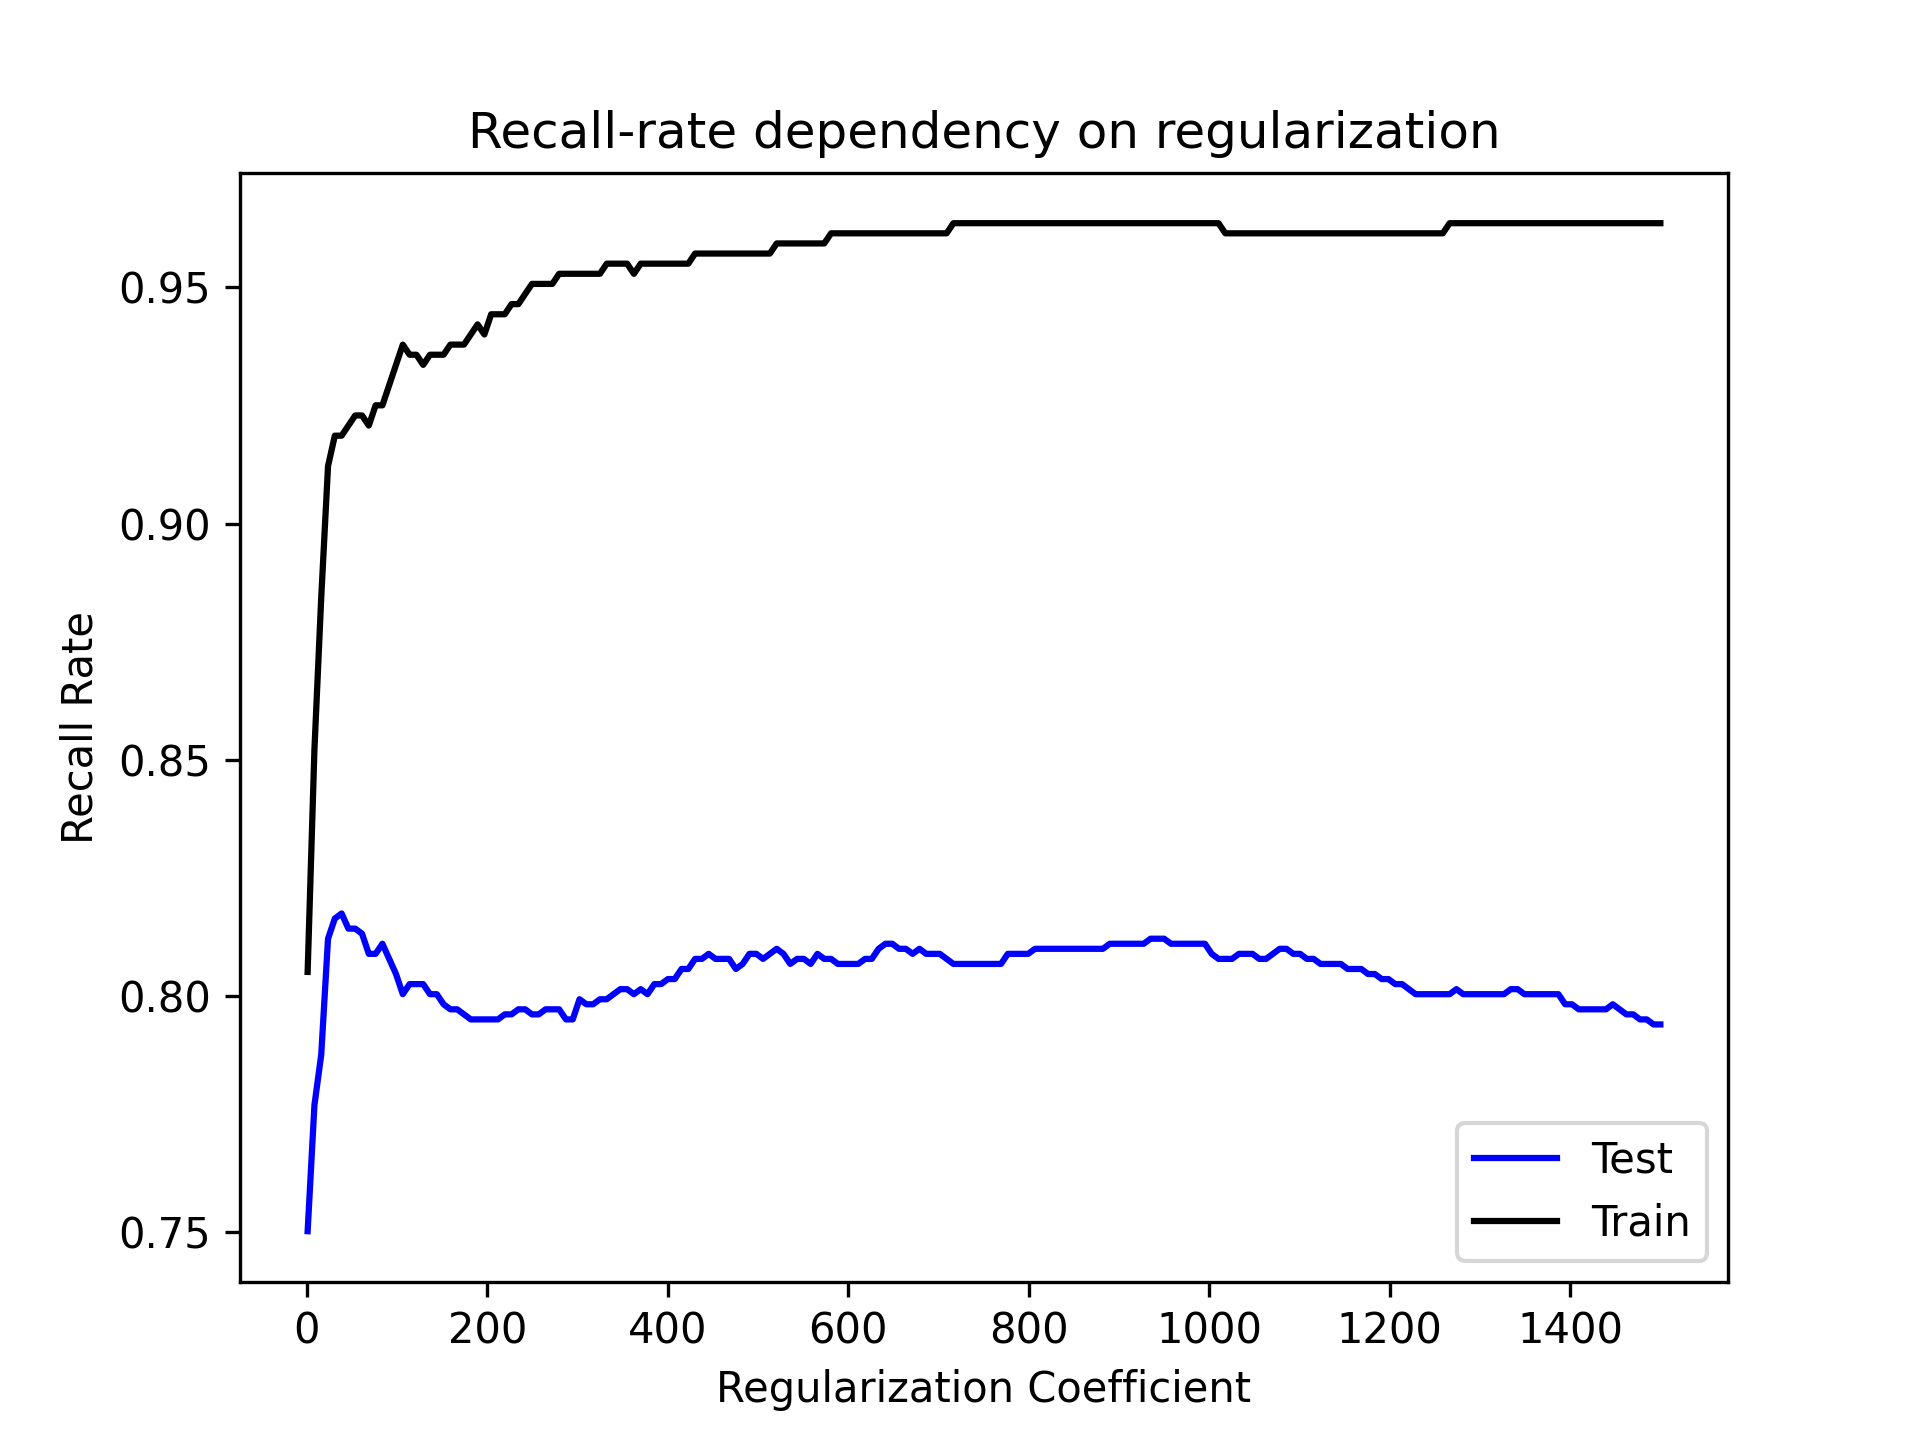 Recall-rate dependency on regularization
Recall Rate
0.95
0.90
0.85
0.80
0.75
0 200 400 600 800 1000 1200 1400
Regularization Coefficient
Test
Train